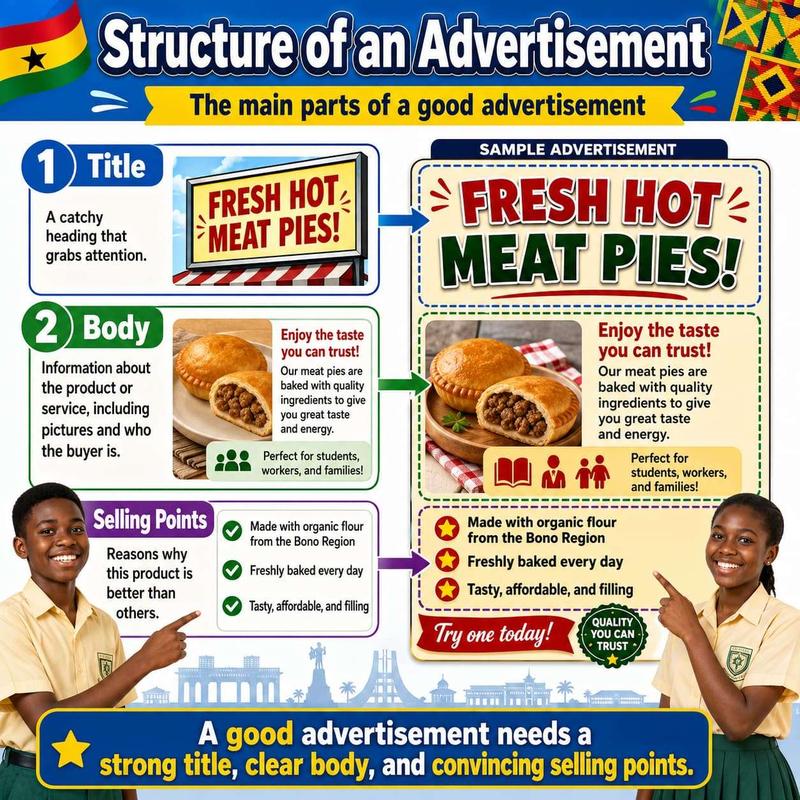 Structure of an Advertisement
The main parts of a good advertisement
1 Title
A catchy
heading that
grabs attention.
FRESH HOT
MEAT PIES!
2 Body
Information about
the product or
service, including
pictures and who
the buyer is.
Enjoy the taste
you can trust!
Our meat pies are
baked with quality
ingredients to give
you great taste
and energy.
Perfect for students,
workers, and families!
Selling Points
Reasons why
this product is
better than
others.
Made with organic flour
from the Bono Region
Freshly baked every day
Tasty, affordable, and filling
SAMPLE ADVERTISEMENT
FRESH HOT
MEAT PIES!
Enjoy the taste
you can trust!
Our meat pies are
baked with quality
ingredients to give
you great taste
and energy.
Perfect for
students, workers,
and families!
Made with organic flour
from the Bono Region
Freshly baked every day
Tasty, affordable, and filling
Try one today!
QUALITY
YOU CAN
TRUST
A good advertisement needs a
strong title, clear body, and convincing selling points.